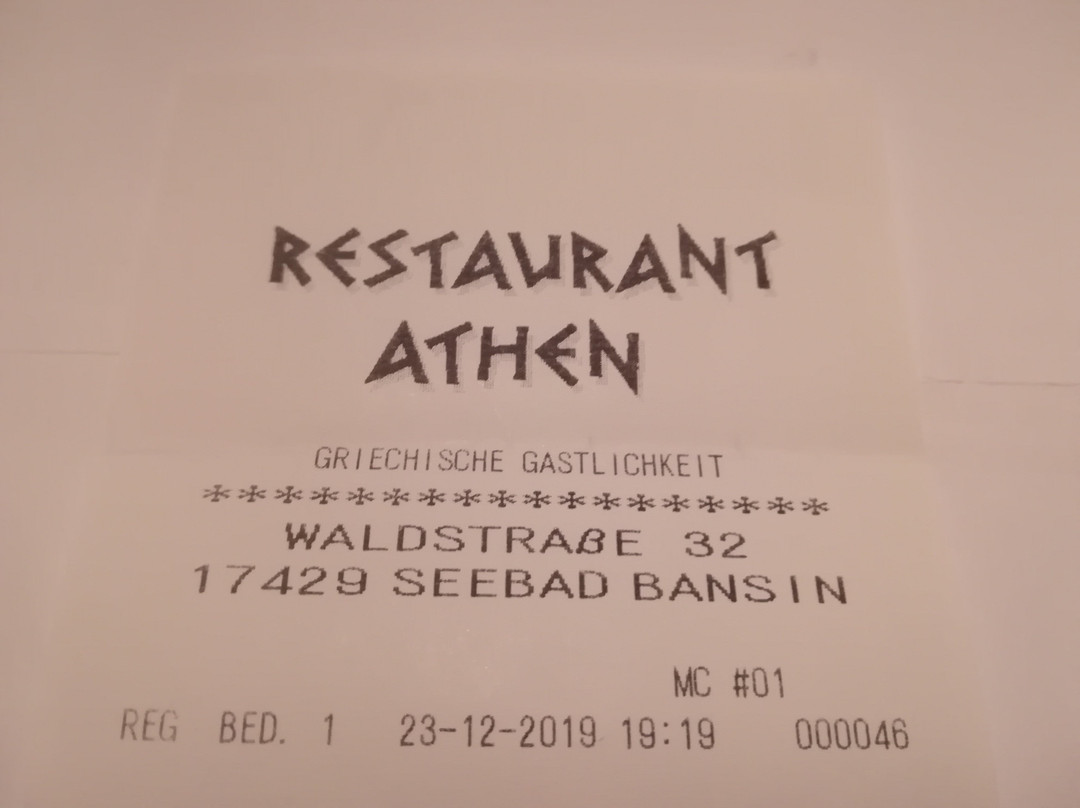 RESTAURANT
ATHEN
GRIECHISCHE GASTLICHKEIT
******************
WALDSTRAßE 32
17429 SEEBAD BANSIN
MC #01
REG BED. 1 23-12-2019 19:19 000046